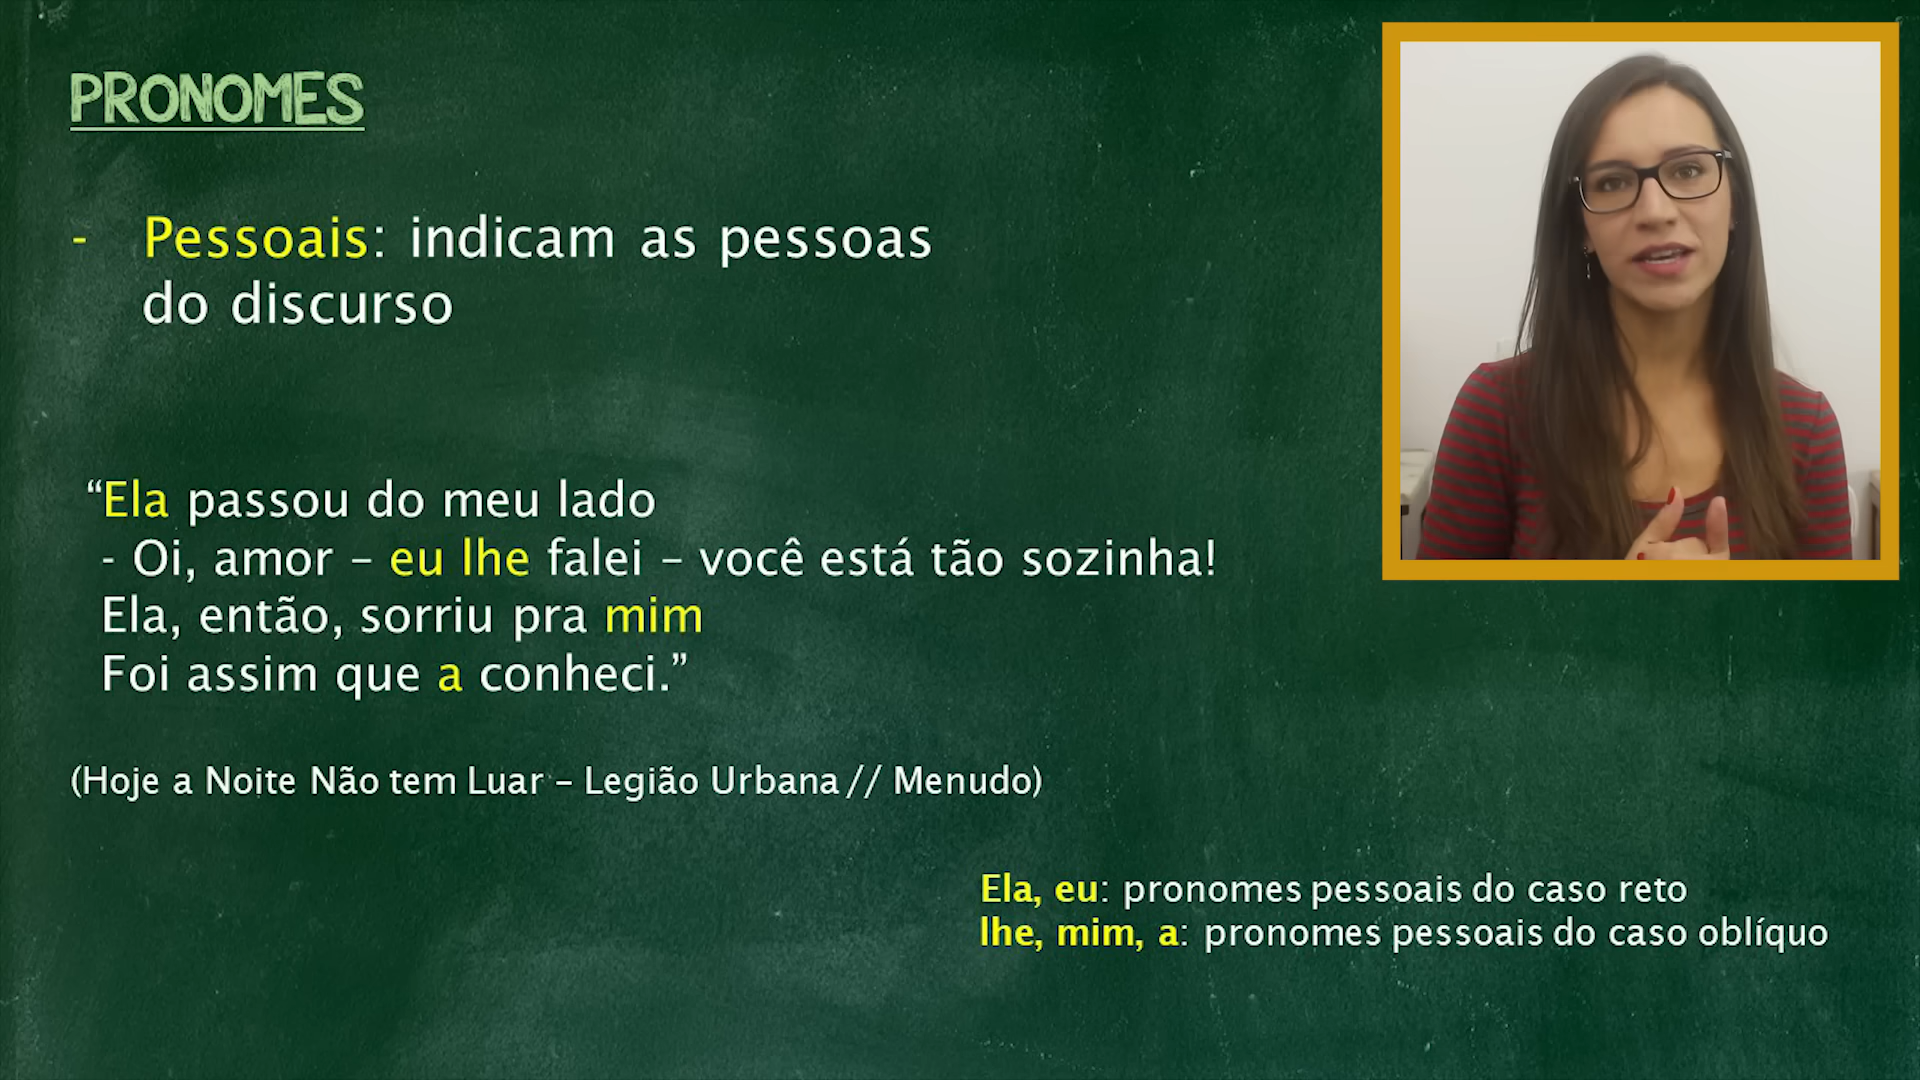 PRONOMES
- Pessoais: indicam as pessoas
do discurso
“Ela passou do meu lado
- Oi, amor – eu lhe falei – você está tão sozinha!
Ela, então, sorriu pra mim
Foi assim que a conheci.”
(Hoje a Noite Não tem Luar – Legião Urbana // Menudo)
Ela, eu: pronomes pessoais do caso reto
lhe, mim, a: pronomes pessoais do caso oblíquo